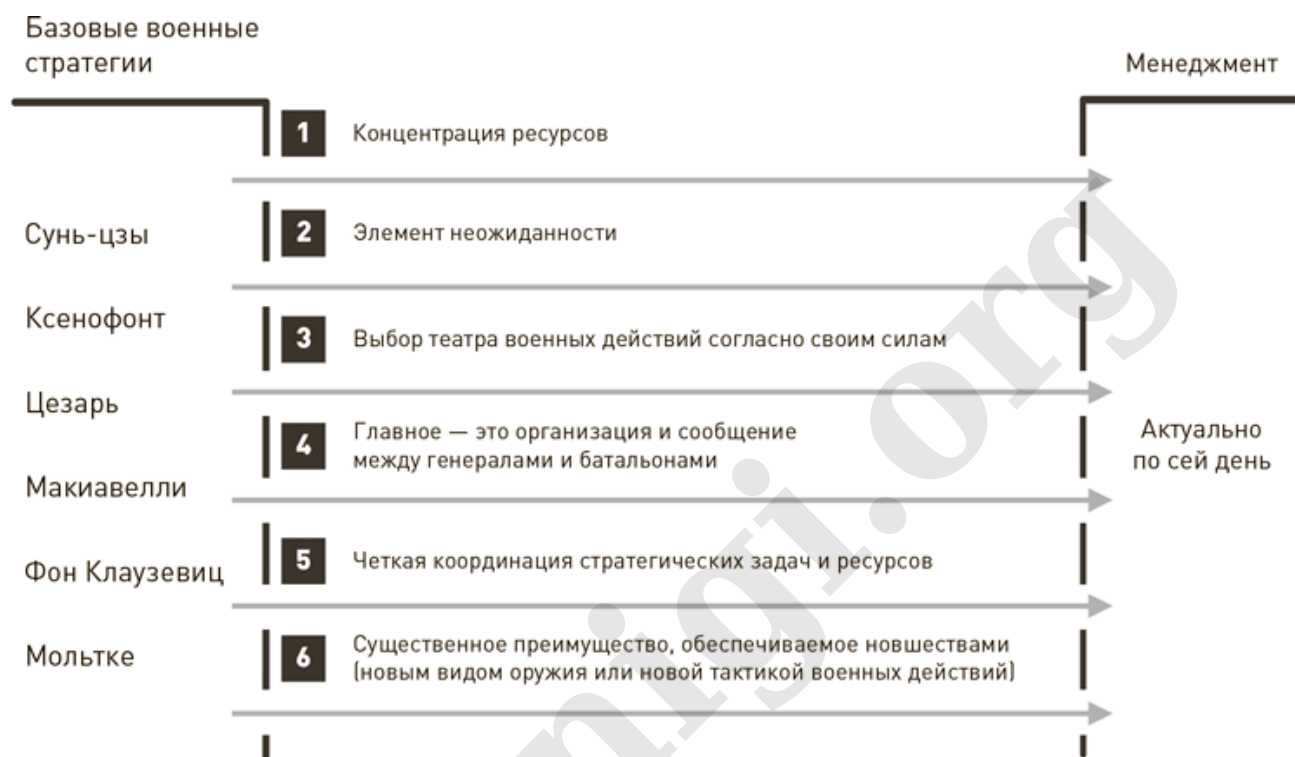 Базовые военные
стратегии
Менеджмент
1 Концентрация ресурсов
Сунь-цзы
2 Элемент неожиданности
Ксенофонт
3 Выбор театра военных действий согласно своим силам
Цезарь
4 Главное — это организация и сообщение
между генералами и батальонами
Актуально
по сей день
Макиавелли
Фон Клаузевиц
5 Четкая координация стратегических задач и ресурсов
Мольтке
6 Существенное преимущество, обеспечиваемое новшествами
(новым видом оружия или новой тактикой военных действий)
nigi.org